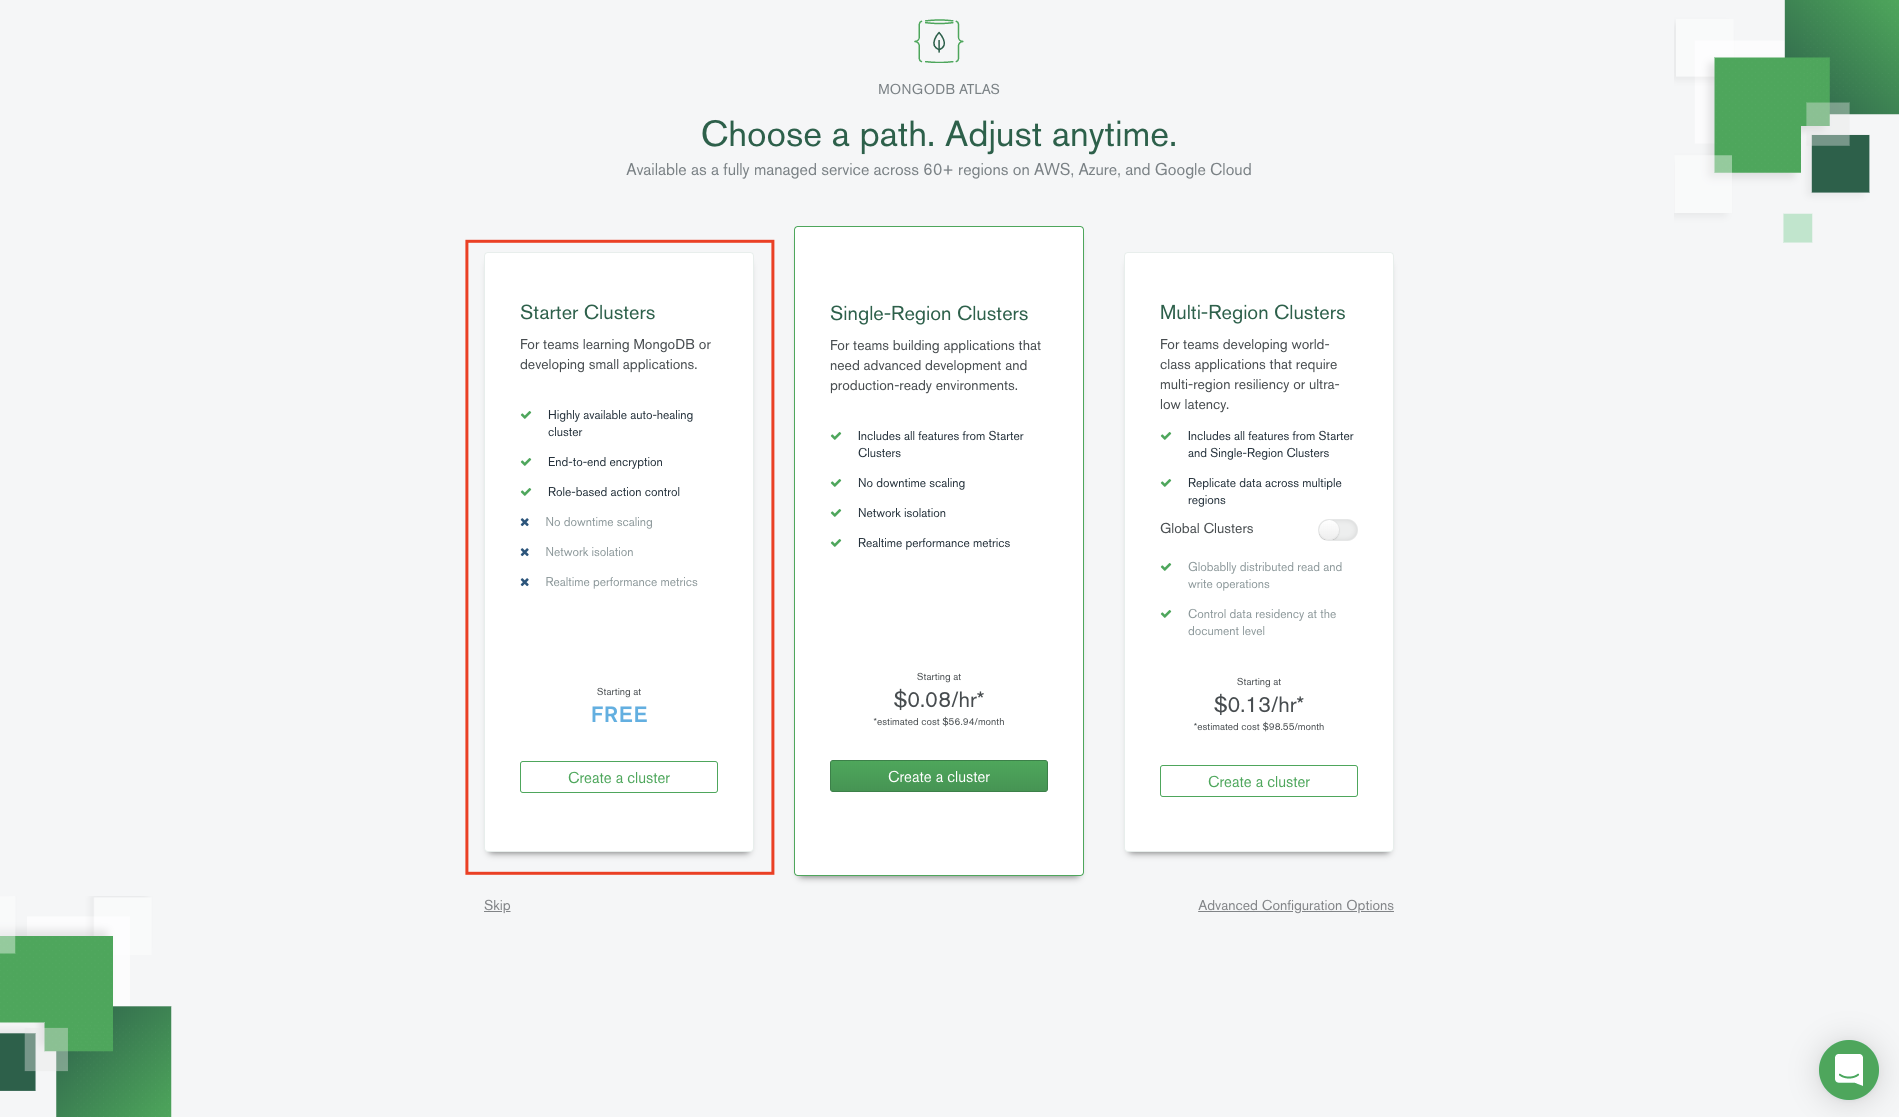 MONGODB ATLAS
Choose a path. Adjust anytime.
Available as a fully managed service across 60+ regions on AWS, Azure, and Google Cloud
Starter Clusters
For teams learning MongoDB or
developing small applications.
Highly available auto-healing
cluster
End-to-end encryption
Role-based action control
No downtime scaling
Network isolation
Realtime performance metrics
Starting at
FREE
Create a cluster
Single-Region Clusters
For teams building applications that
need advanced development and
production-ready environments.
Includes all features from Starter
Clusters
No downtime scaling
Network isolation
Realtime performance metrics
Starting at
$0.08/hr*
*estimated cost $56.94/month
Create a cluster
Multi-Region Clusters
For teams developing world-
class applications that require
multi-region resiliency or ultra-
low latency.
Includes all features from Starter
and Single-Region Clusters
Replicate data across multiple
regions
Global Clusters
Globablly distributed read and
write operations
Control data residency at the
document level
Starting at
$0.13/hr*
*estimated cost $98.55/month
Create a cluster
Skip
Advanced Configuration Options